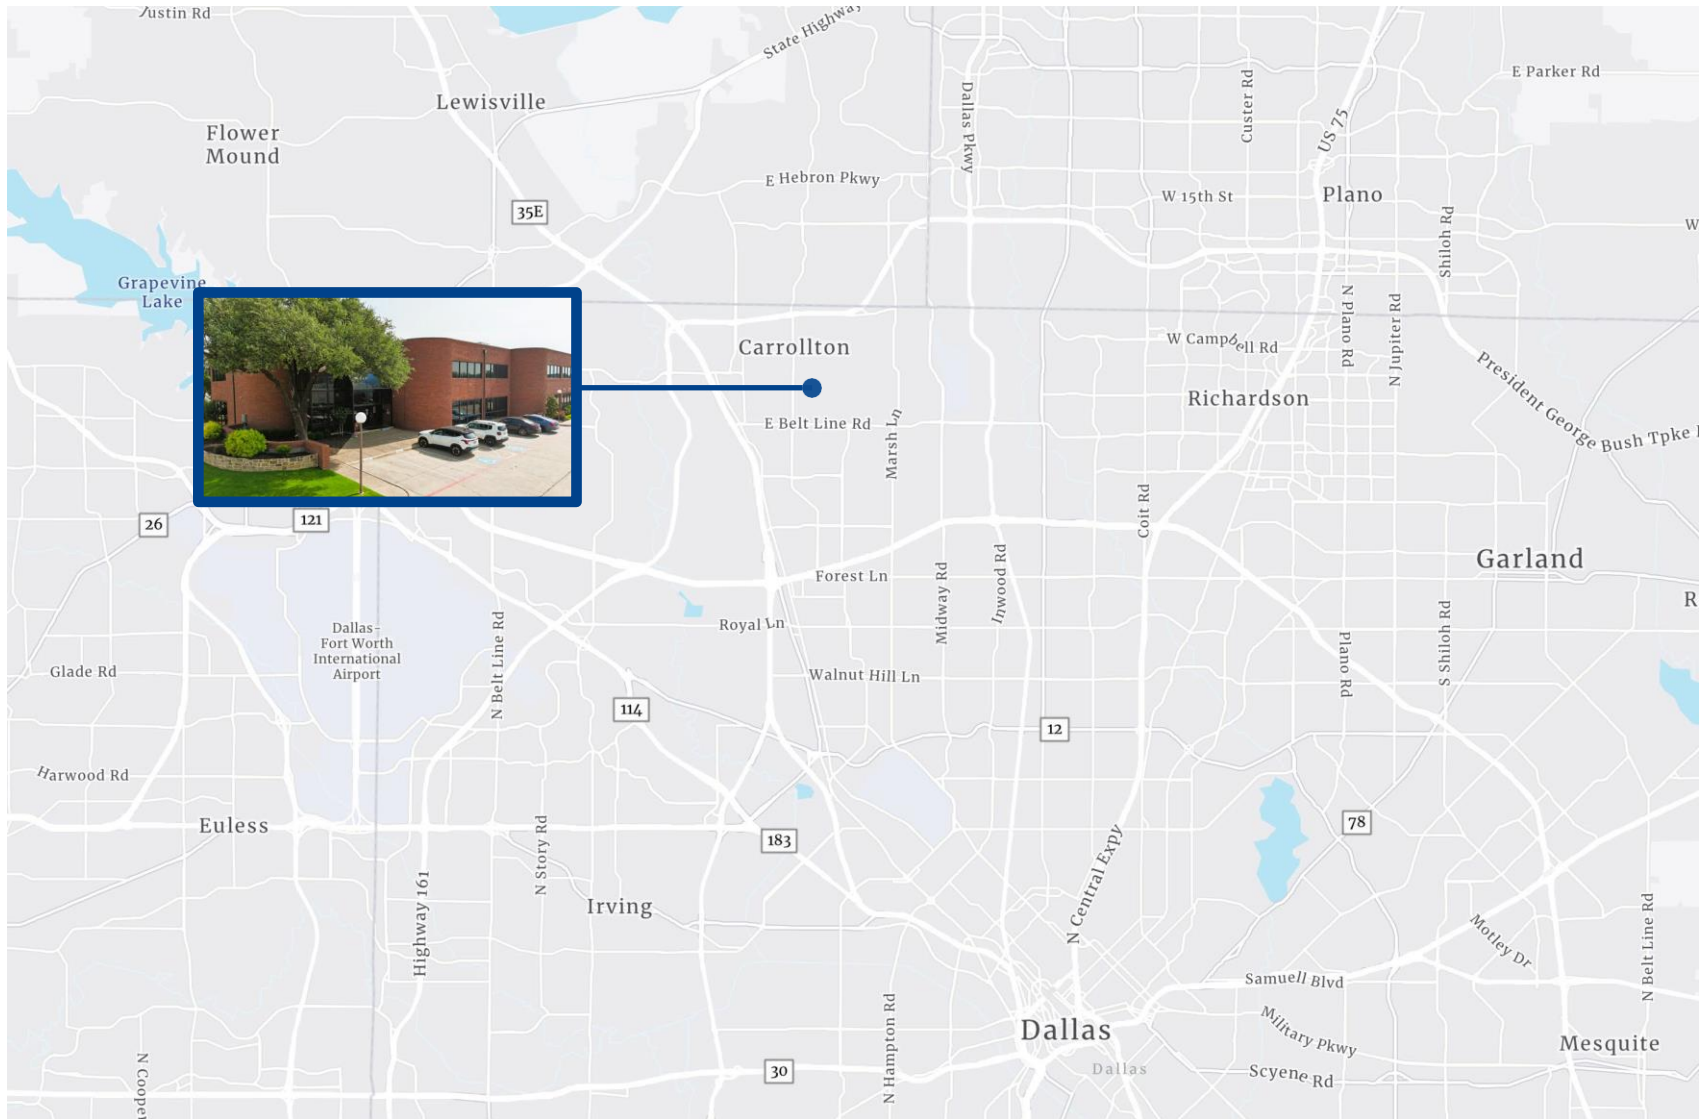 Justin Rd
State Highway
Lewisville
E Parker Rd
Custer Rd
Dallas Pkwy
US 75
Flower
Mound
E Hebron Pkwy
W 15th St
Plano
35E
Shiloh Rd
W
Grapevine
Lake
N Plano Rd
N Jupiter Rd
Carrollton
W Campbell Rd
President George Bush Tpke
Richardson
E Belt Line Rd
Marsh Ln
26
121
Coit Rd
Garland
Forest Ln
Midway Rd
Inwood Rd
R
Royal Ln
N Belt Line Rd
Dallas-
Fort Worth
International
Airport
Glade Rd
Walnut Hill Ln
Plano Rd
S Shiloh Rd
114
12
Harwood Rd
Euless
183
78
N Story Rd
N Central Expy
Irving
Highway 161
Motley Dr
N Belt Line Rd
Samuell Blvd
N Hampton Rd
Dallas
Military Pkwy
Mesquite
30
Dallas
Scyene Rd
N Cooper